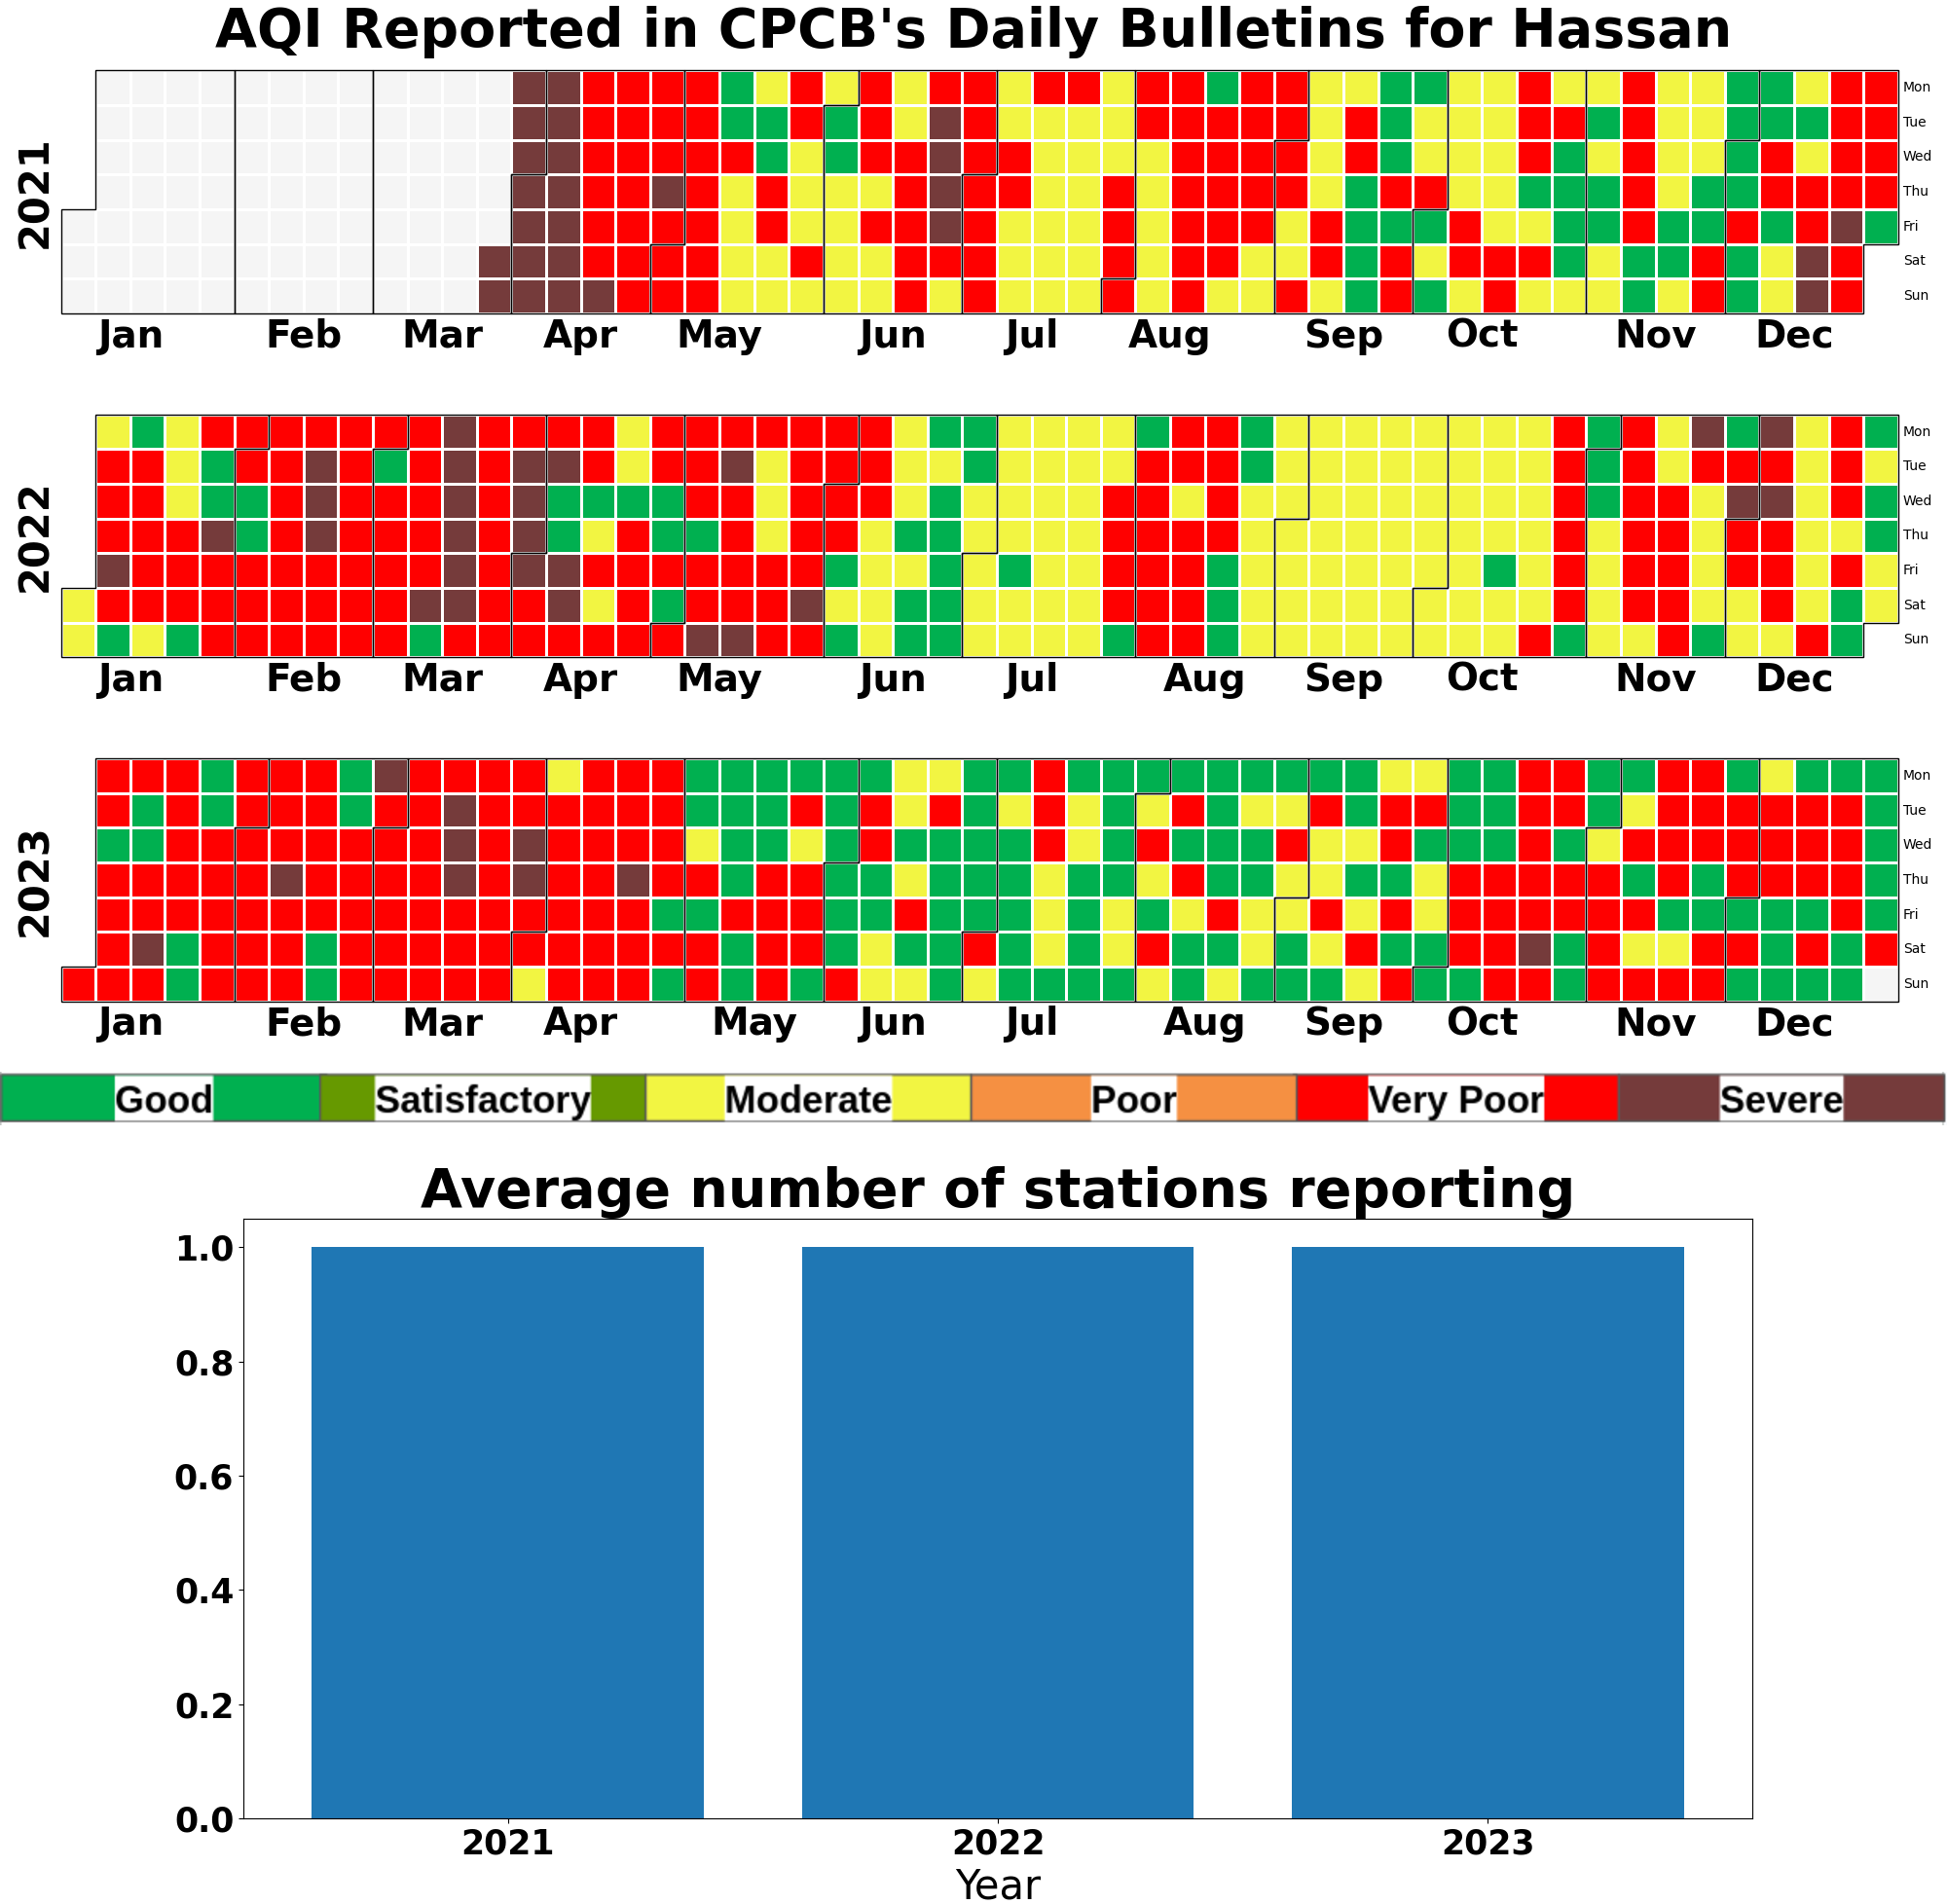 AQI Reported in CPCB's Daily Bulletins for Hassan
2021
Mon
Tue
Wed
Thu
Fri
Sat
Sun
Jan Feb Mar Apr May Jun Jul Aug Sep Oct Nov Dec
2022
Mon
Tue
Wed
Thu
Fri
Sat
Sun
Jan Feb Mar Apr May Jun Jul Aug Sep Oct Nov Dec
2023
Mon
Tue
Wed
Thu
Fri
Sat
Sun
Jan Feb Mar Apr May Jun Jul Aug Sep Oct Nov Dec
Good Satisfactory Moderate Poor Very Poor Severe
Average number of stations reporting
1.0
0.8
0.6
0.4
0.2
0.0
2021 2022 2023
Year